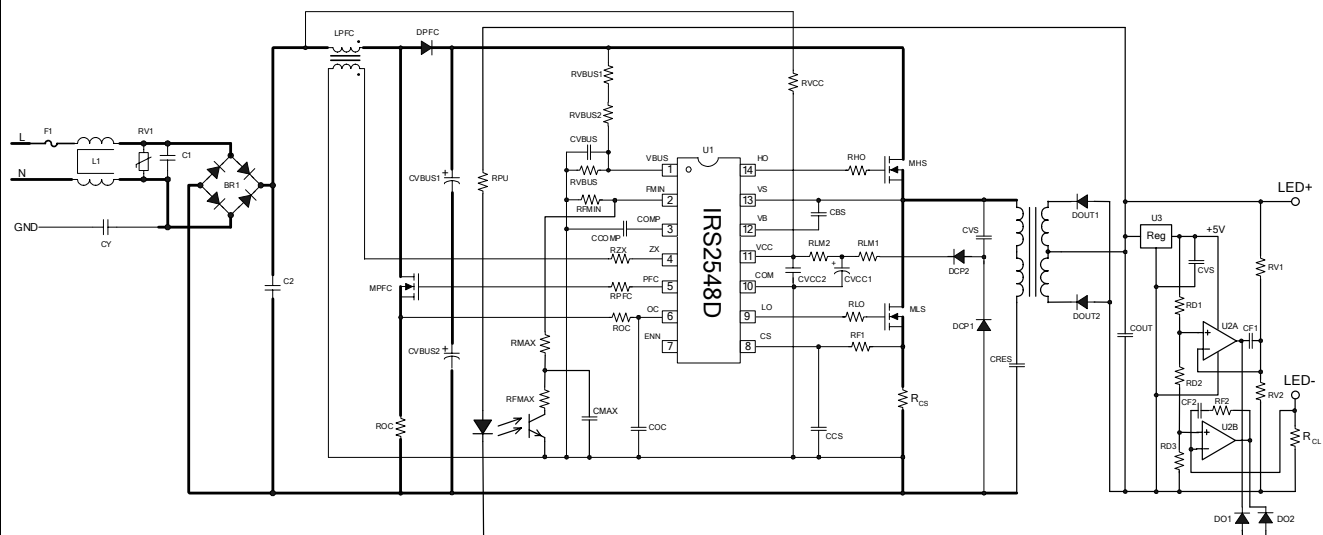 LPFC
DPFC
RVBUS1
RVCC
RVBUS2
L
F1
RV1
C1
L1
N
BR1
GND
CY
C2
CVBUS
VBUS
RVBUS
1
2
3
4
5
6
7
U1
IRS2548D
14
13
12
11
10
9
8
HO
VS
VB
VCC
COM
LO
CS
FMIN
RFMIN
COMP
CCOMP
ZX
RZX
PFC
RPFC
OC
ROC
ENN
MPFC
CVBUS1
+
RPU
CVBUS2
+
RMAX
RFMAX
CMAX
COC
ROC
RHO
MHS
CBS
RLM2
RLM1
+
CVCC2
CVCC1
RLO
MLS
RF1
RCS
CCS
CVS
DCP2
DCP1
CRES
DOUT1
DOUT2
COUT
LED+
U3
Reg
+5V
CVS
RV1
RD1
U2A
+
CF1
RD2
RV2
LED-
CF2
RF2
U2B
+
RD3
RCL
DO1
DO2